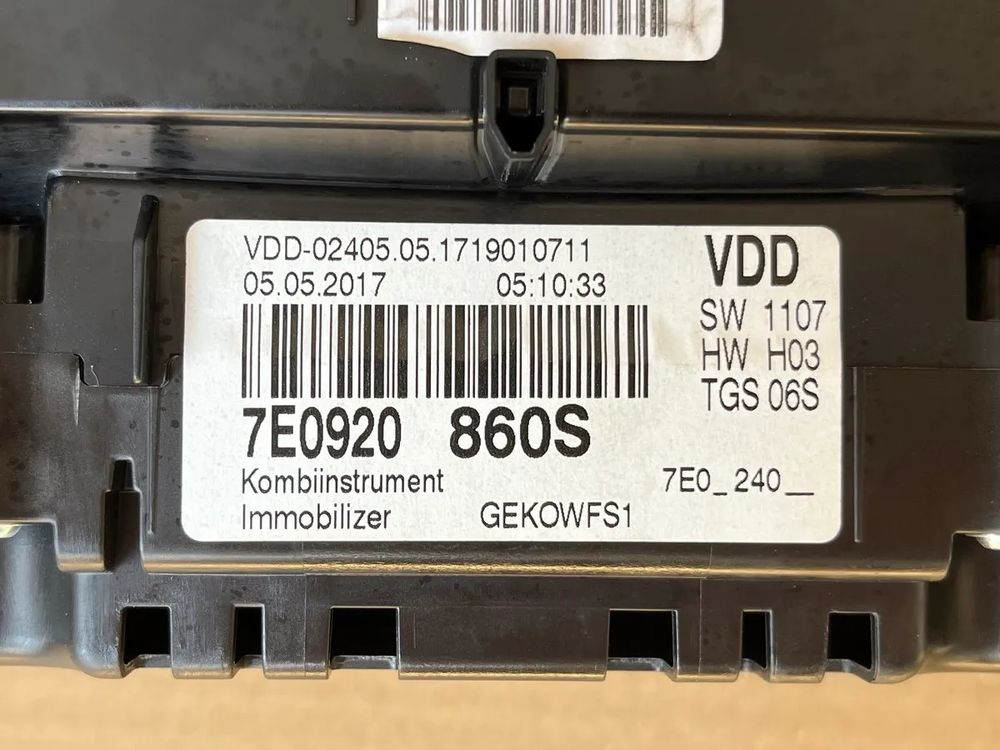 VDD-02405.05.1719010711
05.05.2017 05:10:33
VDD
SW 1107
HW H03
TGS 06S
7E0920 860S
Kombiinstrument 7E0_240__
Immobilizer GEKOWFS1